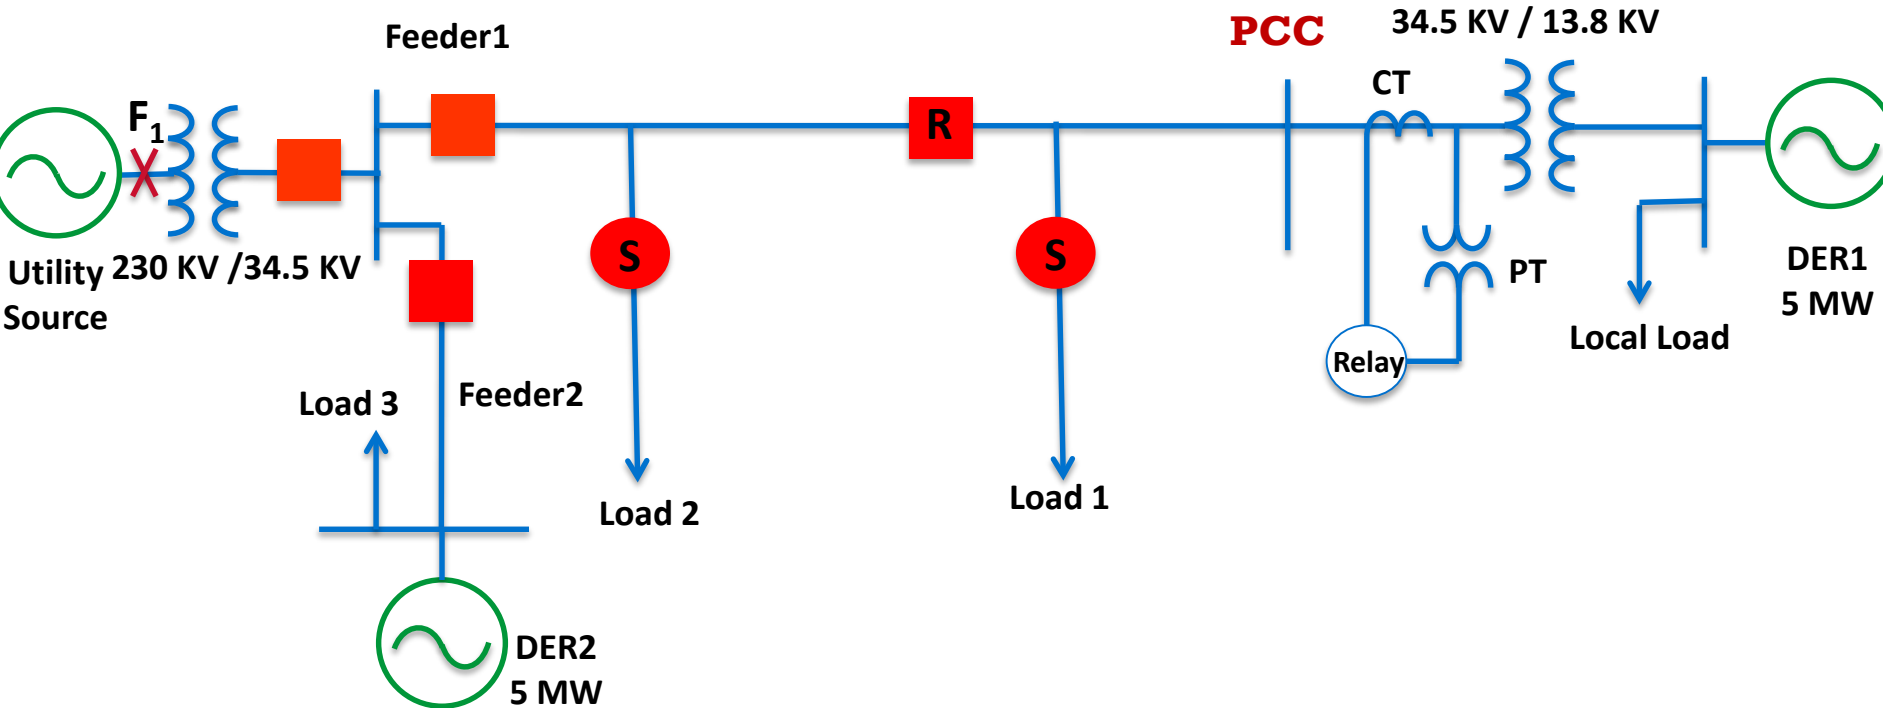 Feeder1
PCC
34.5 KV / 13.8 KV
CT
F1
R
S
S
Utility
Source
230 KV /34.5 KV
PT
DER1
5 MW
Relay
Local Load
Load 3
Feeder2
Load 2
Load 1
DER2
5 MW